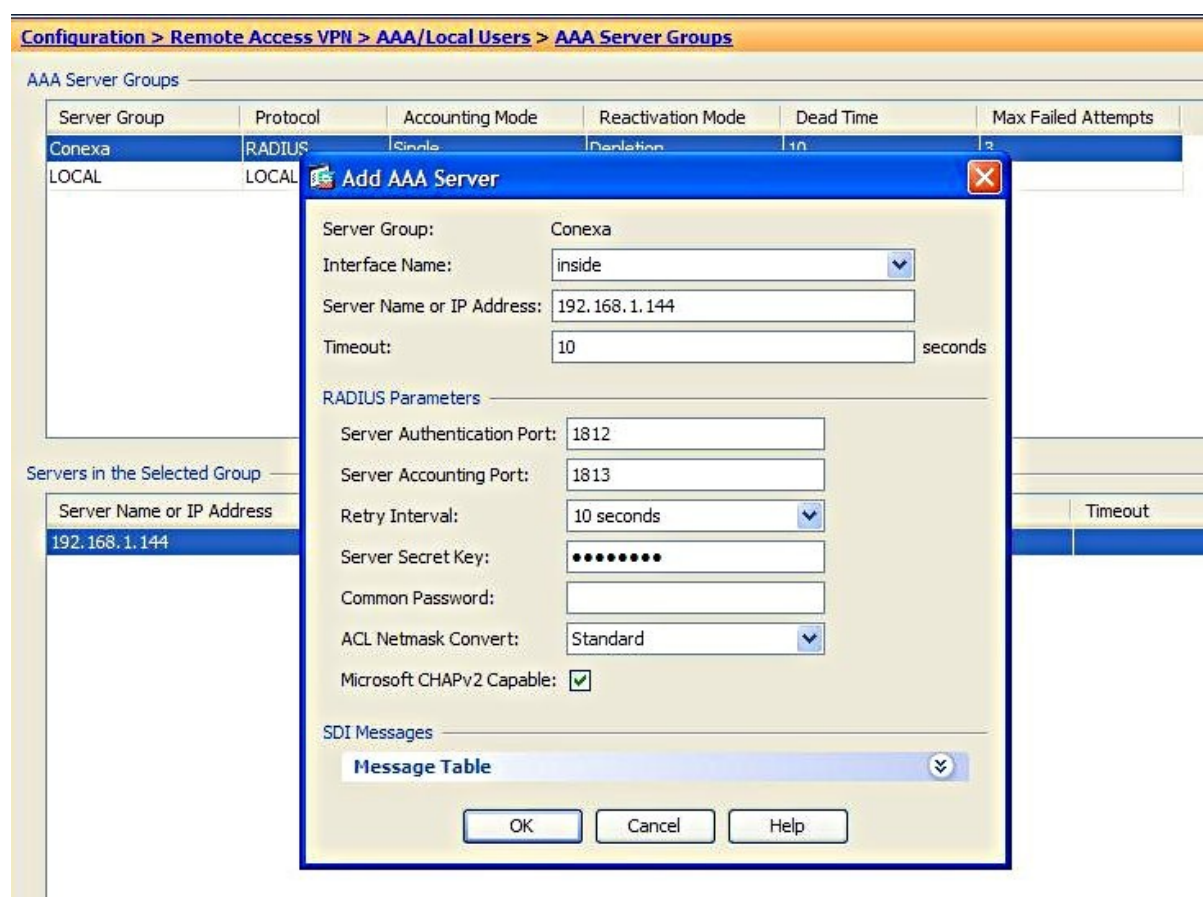 Configuration > Remote Access VPN > AAA/Local Users > AAA Server Groups
AAA Server Groups
Server Group Protocol Accounting Mode Reactivation Mode Dead Time Max Failed Attempts
Conexa RADIUS Single Depletion 10 3
LOCAL LOCAL
Add AAA Server
Server Group: Conexa
Interface Name: inside
Server Name or IP Address: 192.168.1.144
Timeout: 10 seconds
RADIUS Parameters
Server Authentication Port: 1812
Server Accounting Port: 1813
Retry Interval: 10 seconds
Server Secret Key: ••••••••
Common Password:
ACL Netmask Convert: Standard
Microsoft CHAPv2 Capable:
SDI Messages
Message Table
OK Cancel Help
Servers in the Selected Group
Server Name or IP Address Timeout
192.168.1.144